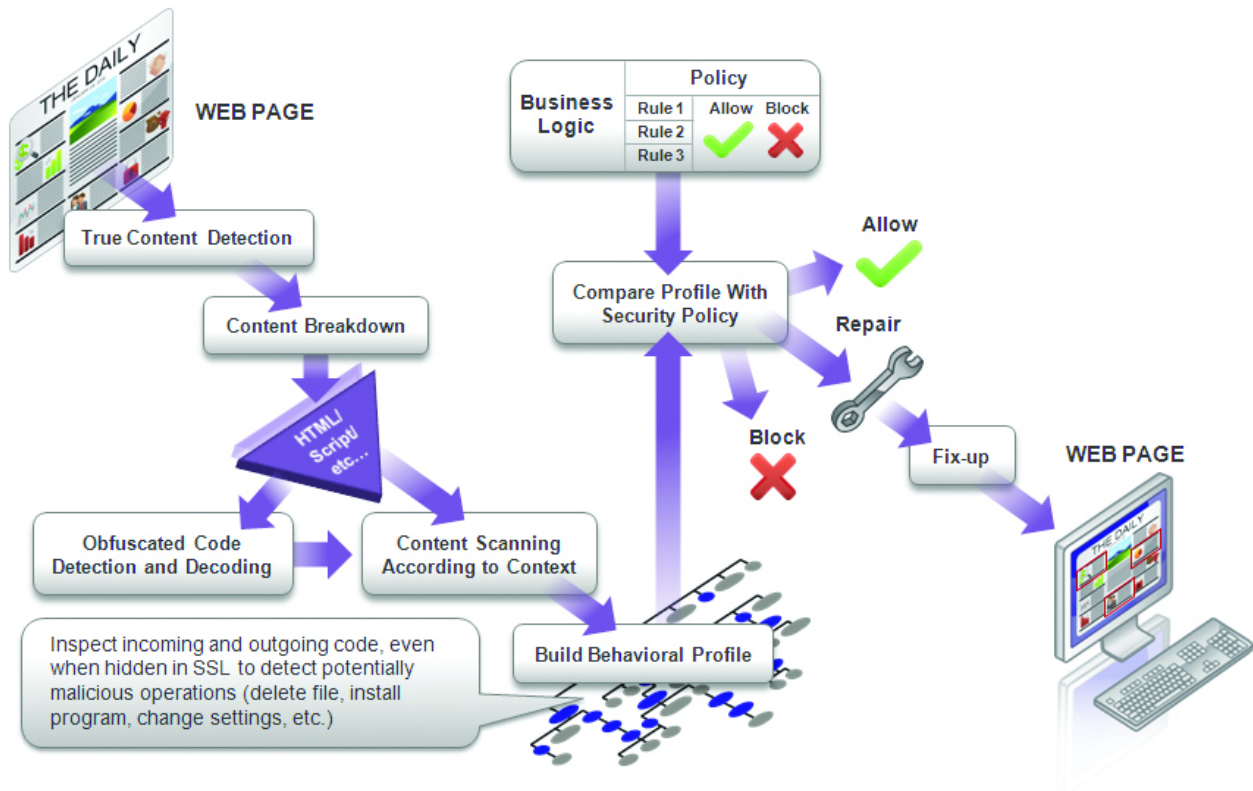 THE DAILY
WEB PAGE
True Content Detection
Content Breakdown
HTML/
Script/
etc...
Obfuscated Code
Detection and Decoding
Content Scanning
According to Context
Inspect incoming and outgoing code, even
when hidden in SSL to detect potentially
malicious operations (delete file, install
program, change settings, etc.)
Build Behavioral Profile
Business
Logic
Policy
Rule 1
Rule 2
Rule 3
Allow
Block
Compare Profile With
Security Policy
Allow
Repair
Block
Fix-up
WEB PAGE
THE DAILY